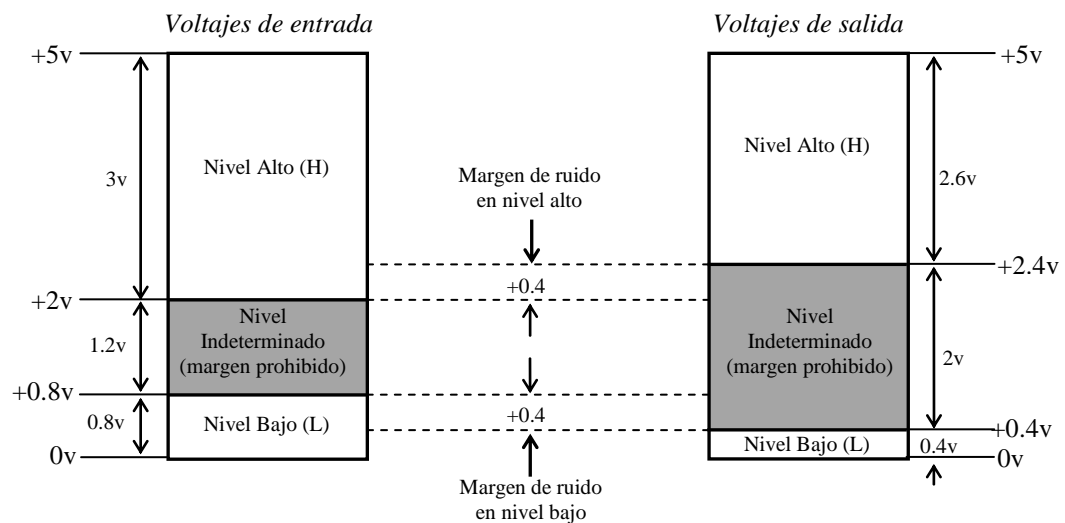 Voltajes de entrada
+5v
3v
Nivel Alto (H)
+2v
1.2v
Nivel
Indeterminado
(margen prohibido)
+0.8v
0.8v
Nivel Bajo (L)
0v
Margen de ruido
en nivel alto
+0.4
+0.4
Margen de ruido
en nivel bajo
Voltajes de salida
+5v
Nivel Alto (H)
2.6v
+2.4v
Nivel
Indeterminado
(margen prohibido)
2v
+0.4v
Nivel Bajo (L)
0.4v
0v